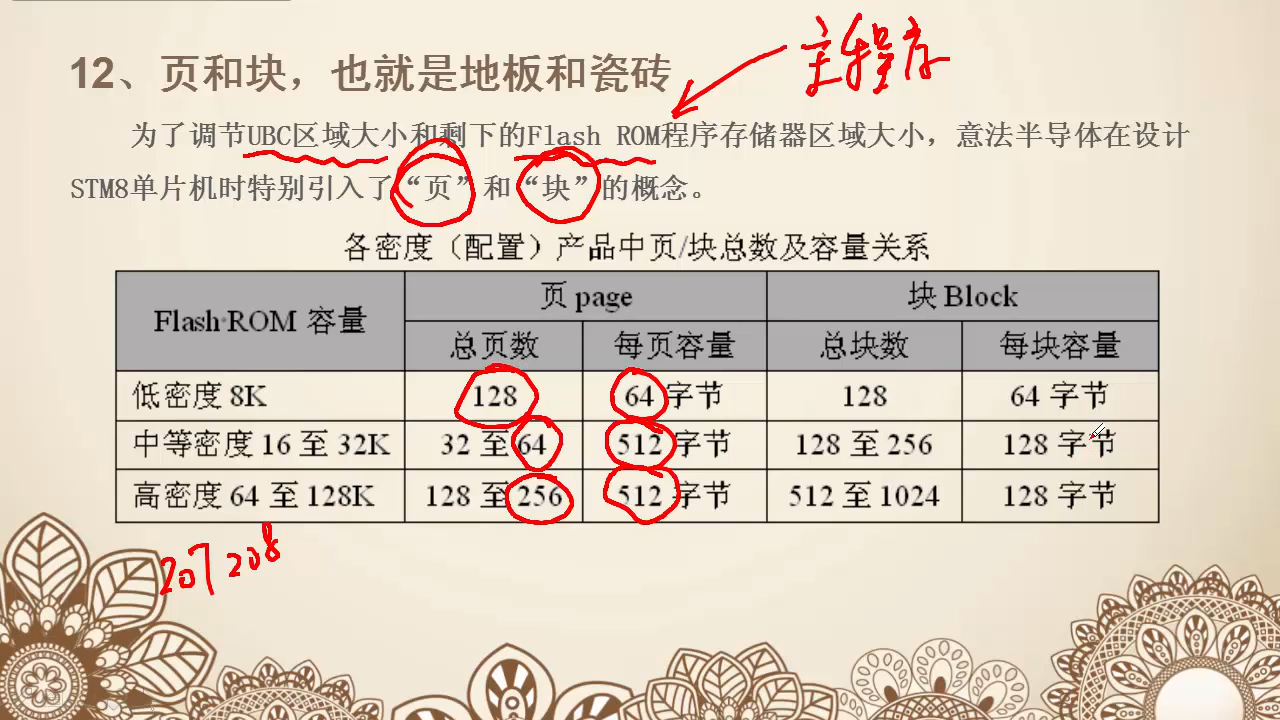 主程序
12、页和块，也就是地板和瓷砖
为了调节UBC区域大小和剩下的Flash ROM程序存储器区域大小，意法半导体在设计
STM8单片机时特别引入了“页”和“块”的概念。
各密度（配置）产品中页/块总数及容量关系
Flash·ROM 容量 页 page 块 Block
总页数 每页容量 总块数 每块容量
低密度 8K 128 64 字节 128 64 字节
中等密度 16 至 32K 32 至 64 512 字节 128 至 256 128 字节
高密度 64 至 128K 128 至 256 512 字节 512 至 1024 128 字节
207 208